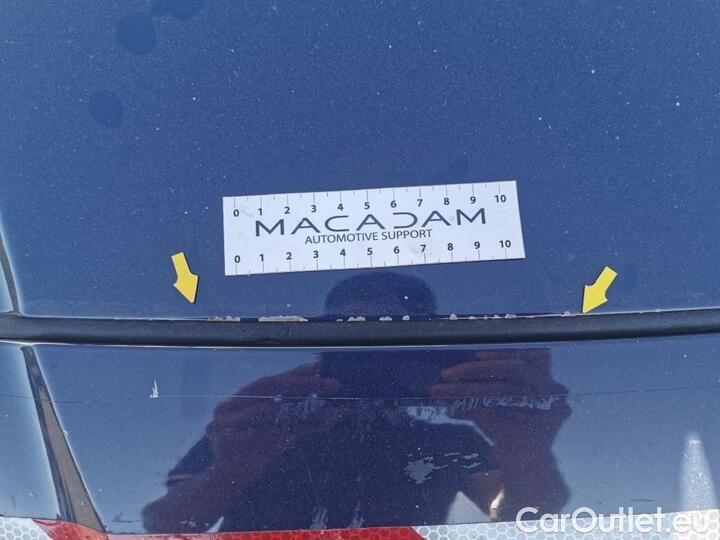 0 1 2 3 4 5 6 7 8 9 10
MACADAM
AUTOMOTIVE SUPPORT
0 1 2 3 4 5 6 7 8 9 10
CarOutlet.eu